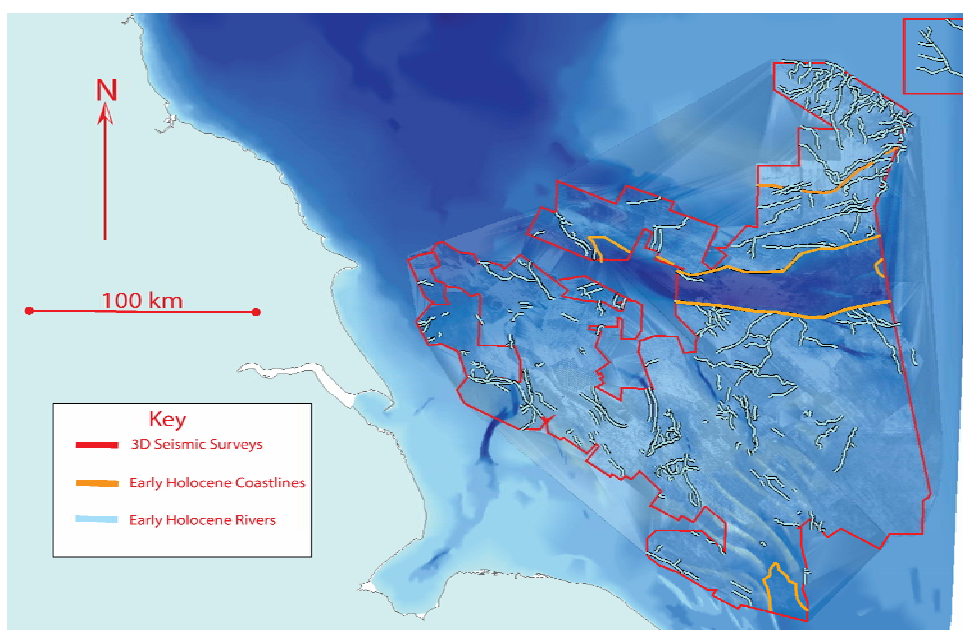 N
100 km
Key
3D Seismic Surveys
Early Holocene Coastlines
Early Holocene Rivers